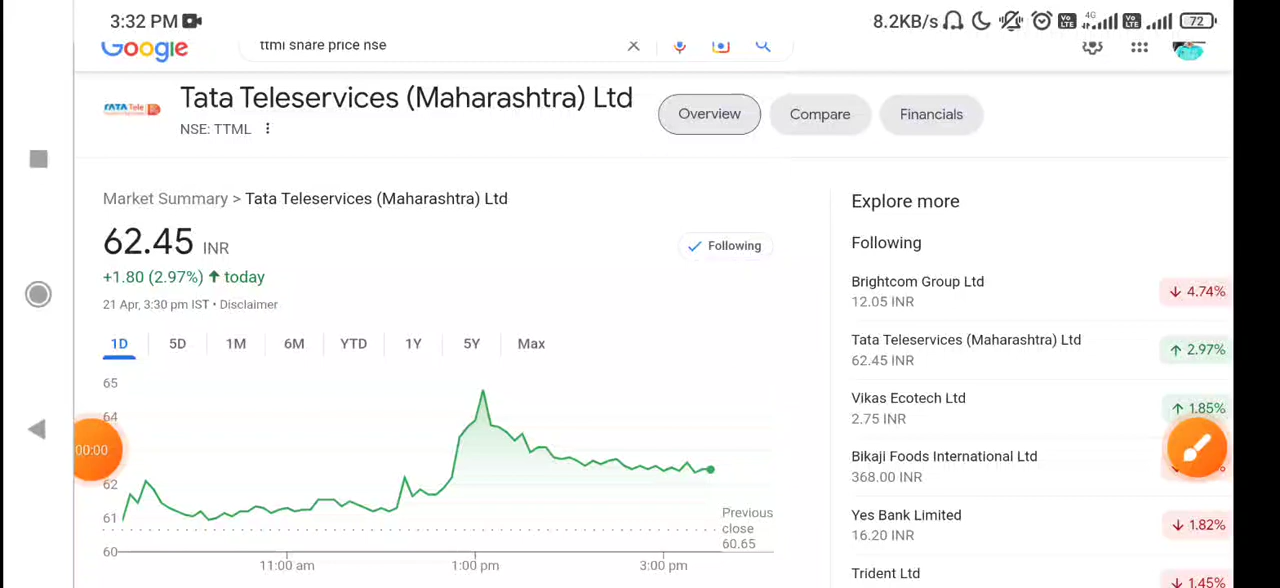 3:32 PM
8.2KB/s
4G
72
Google
ttml share price nse
TATA Tele
Tata Teleservices (Maharashtra) Ltd
NSE: TTML
Overview
Compare
Financials
Market Summary > Tata Teleservices (Maharashtra) Ltd
62.45 INR
+1.80 (2.97%) ↑ today
21 Apr, 3:30 pm IST • Disclaimer
Following
1D
5D
1M
6M
YTD
1Y
5Y
Max
65
64
62
61
60
00:00
Previous
close
60.65
11:00 am
1:00 pm
3:00 pm
Explore more
Following
Brightcom Group Ltd
12.05 INR
↓ 4.74%
Tata Teleservices (Maharashtra) Ltd
62.45 INR
↑ 2.97%
Vikas Ecotech Ltd
2.75 INR
↑ 1.85%
Bikaji Foods International Ltd
368.00 INR
Yes Bank Limited
16.20 INR
↓ 1.82%
Trident Ltd
↓ 1.45%